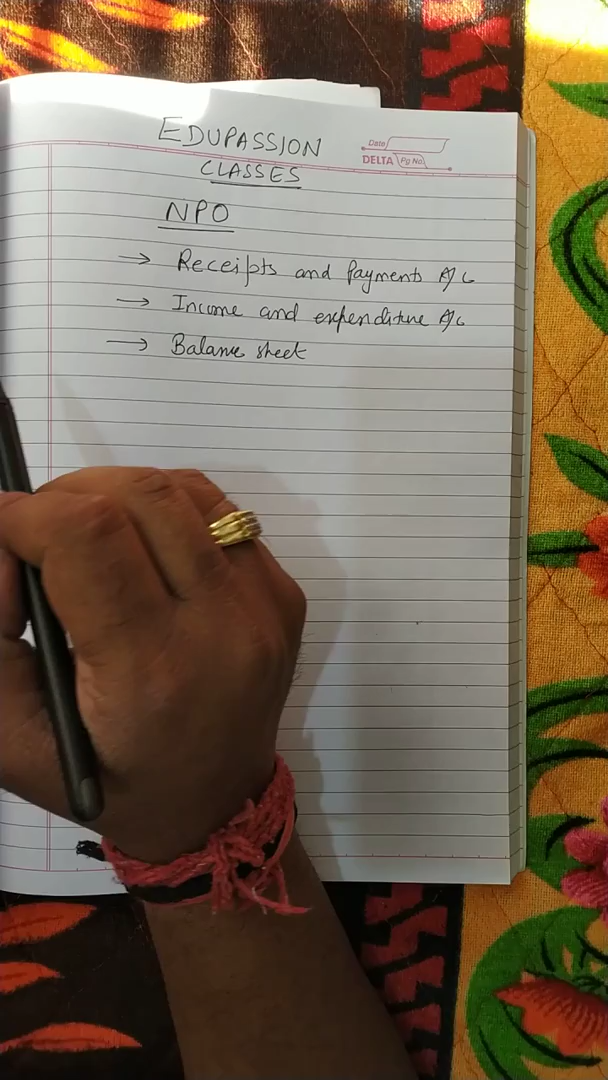 EDUPASSION
CLASSES
Date
DELTA Pg No.
NPO
→ Receipts and Payments A/c
→ Income and expenditure A/c
→ Balance sheet